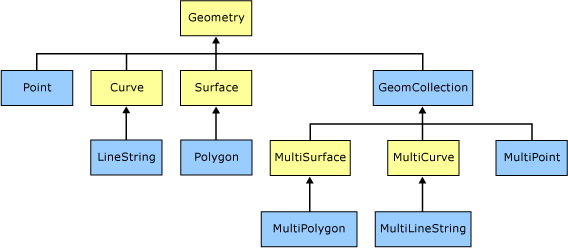 Geometry
Point
Curve
Surface
GeomCollection
LineString
Polygon
MultiSurface
MultiCurve
MultiPoint
MultiPolygon
MultiLineString